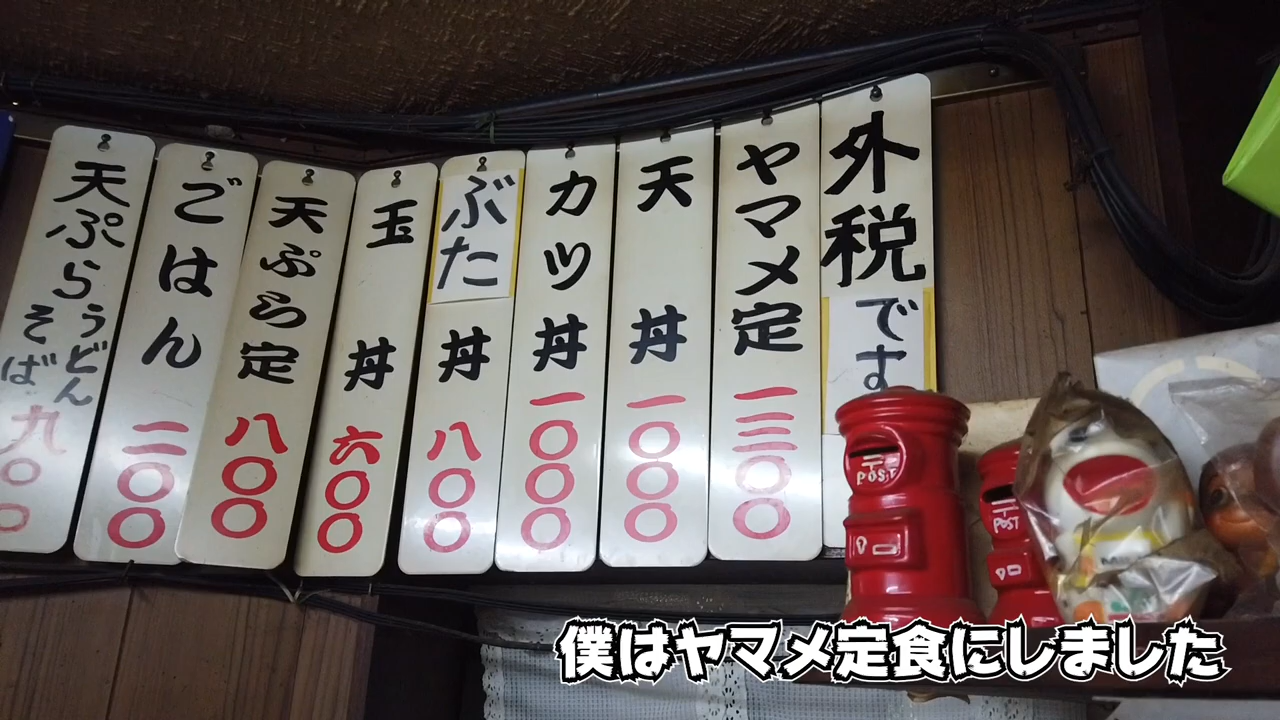 外税です
ヤマメ定一三〇〇
天丼一〇〇〇
カツ丼一〇〇〇
ぶた丼八〇〇
玉丼六〇〇
天ぷら定八〇〇
ごはん二〇〇
天ぷらうどんそば九〇〇
〒
POST
〒
POST
僕はヤマメ定食にしました